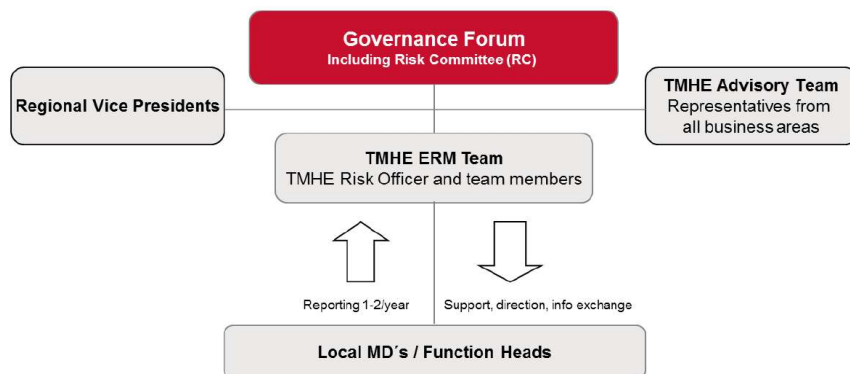 Governance Forum
Including Risk Committee (RC)
Regional Vice Presidents
TMHE Advisory Team
Representatives from
all business areas
TMHE ERM Team
TMHE Risk Officer and team members
Reporting 1-2/year
Support, direction, info exchange
Local MD´s / Function Heads